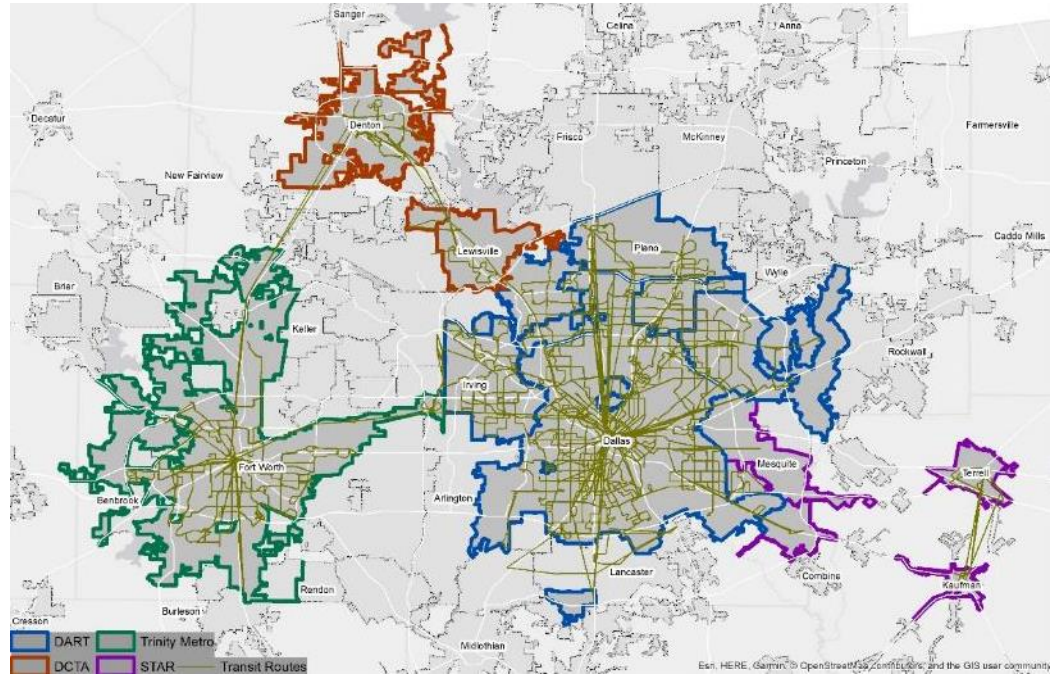 Sanger
Celina
Anna
Decatur
Denton
Frisco
McKinney
Farmersville
Princeton
New Fairview
Lewisville
Plano
Caddo Mills
Wylie
Briar
Keller
Rockwall
Irving
Dallas
Fort Worth
Mesquite
Terrell
Benbrook
Arlington
Lancaster
Combine
Kaufman
Rendon
Burleson
Cresson
Midlothian
DART Trinity Metro
DCTA STAR Transit Routes
Esri, HERE, Garmin, © OpenStreetMap contributors, and the GIS user community